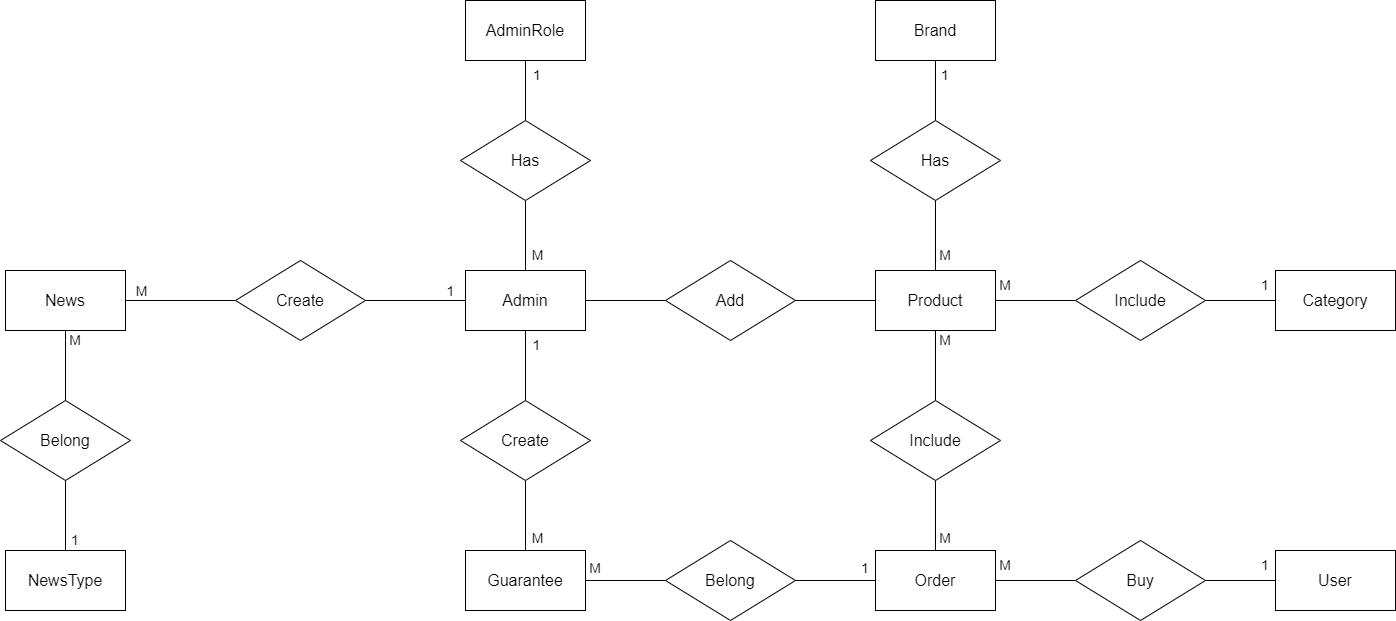 AdminRole
Brand
1
1
Has
Has
M
M
News
M
Create
1
Admin
Add
Product
M
Include
1
Category
M
1
M
Belong
Create
Include
1
M
M
NewsType
Guarantee
M
Belong
1
Order
M
Buy
1
User